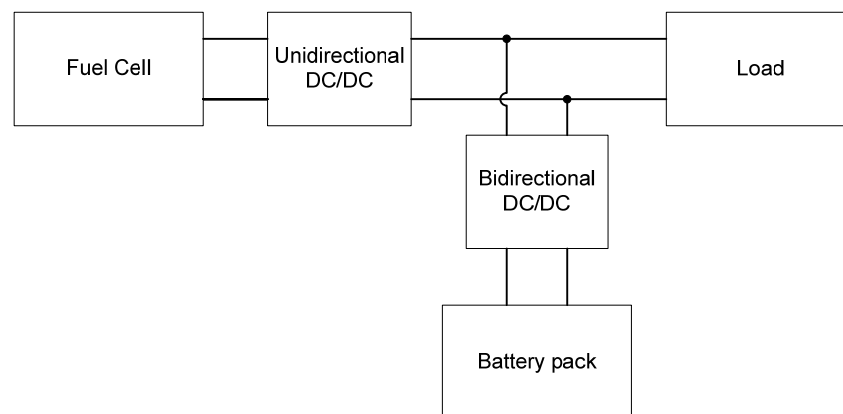 Fuel Cell
Unidirectional
DC/DC
Load
Bidirectional
DC/DC
Battery pack